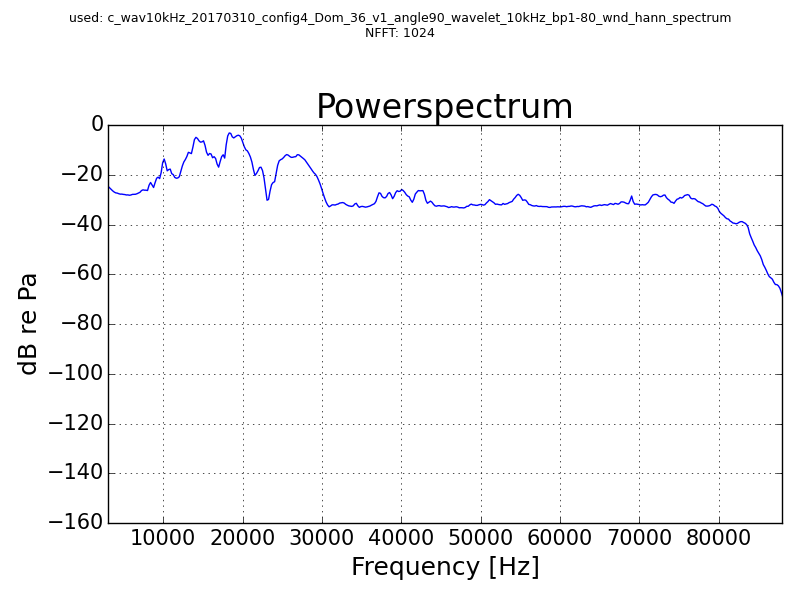 used: c_wav10kHz_20170310_config4_Dom_36_v1_angle90_wavelet_10kHz_bp1-80_wnd_hann_spectrum
NFFT: 1024
Powerspectrum
0
−20
−40
−60
−80
−100
−120
−140
−160
dB re Pa
10000 20000 30000 40000 50000 60000 70000 80000
Frequency [Hz]